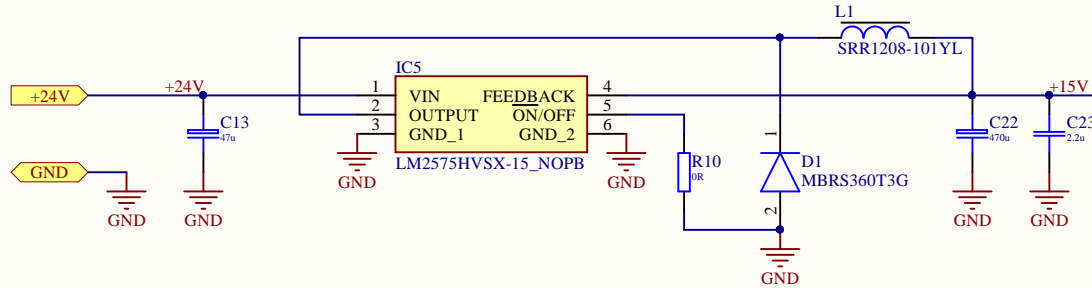 L1
SRR1208-101YL
IC5
+24V
+24V
1
VIN
FEEDBACK
4
+15V
2
OUTPUT
ON/OFF
5
3
GND_1
GND_2
6
C13
47u
1
C22
470u
C23
2.2u
LM2575HVSX-15_NOPB
R10
0R
D1
MBRS360T3G
GND
GND
GND
2
GND
GND
GND
GND
GND